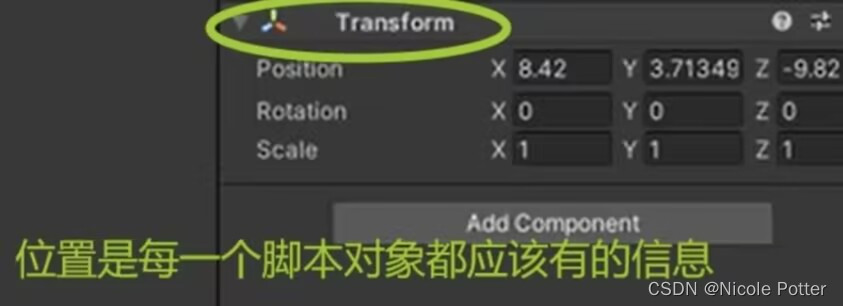 Transform
Position X 8.42 Y 3.71349 Z -9.82
Rotation X 0 Y 0 Z 0
Scale X 1 Y 1 Z 1
Add Component
位置是每一个脚本对象都应该有的信息
CSDN @Nicole Potter